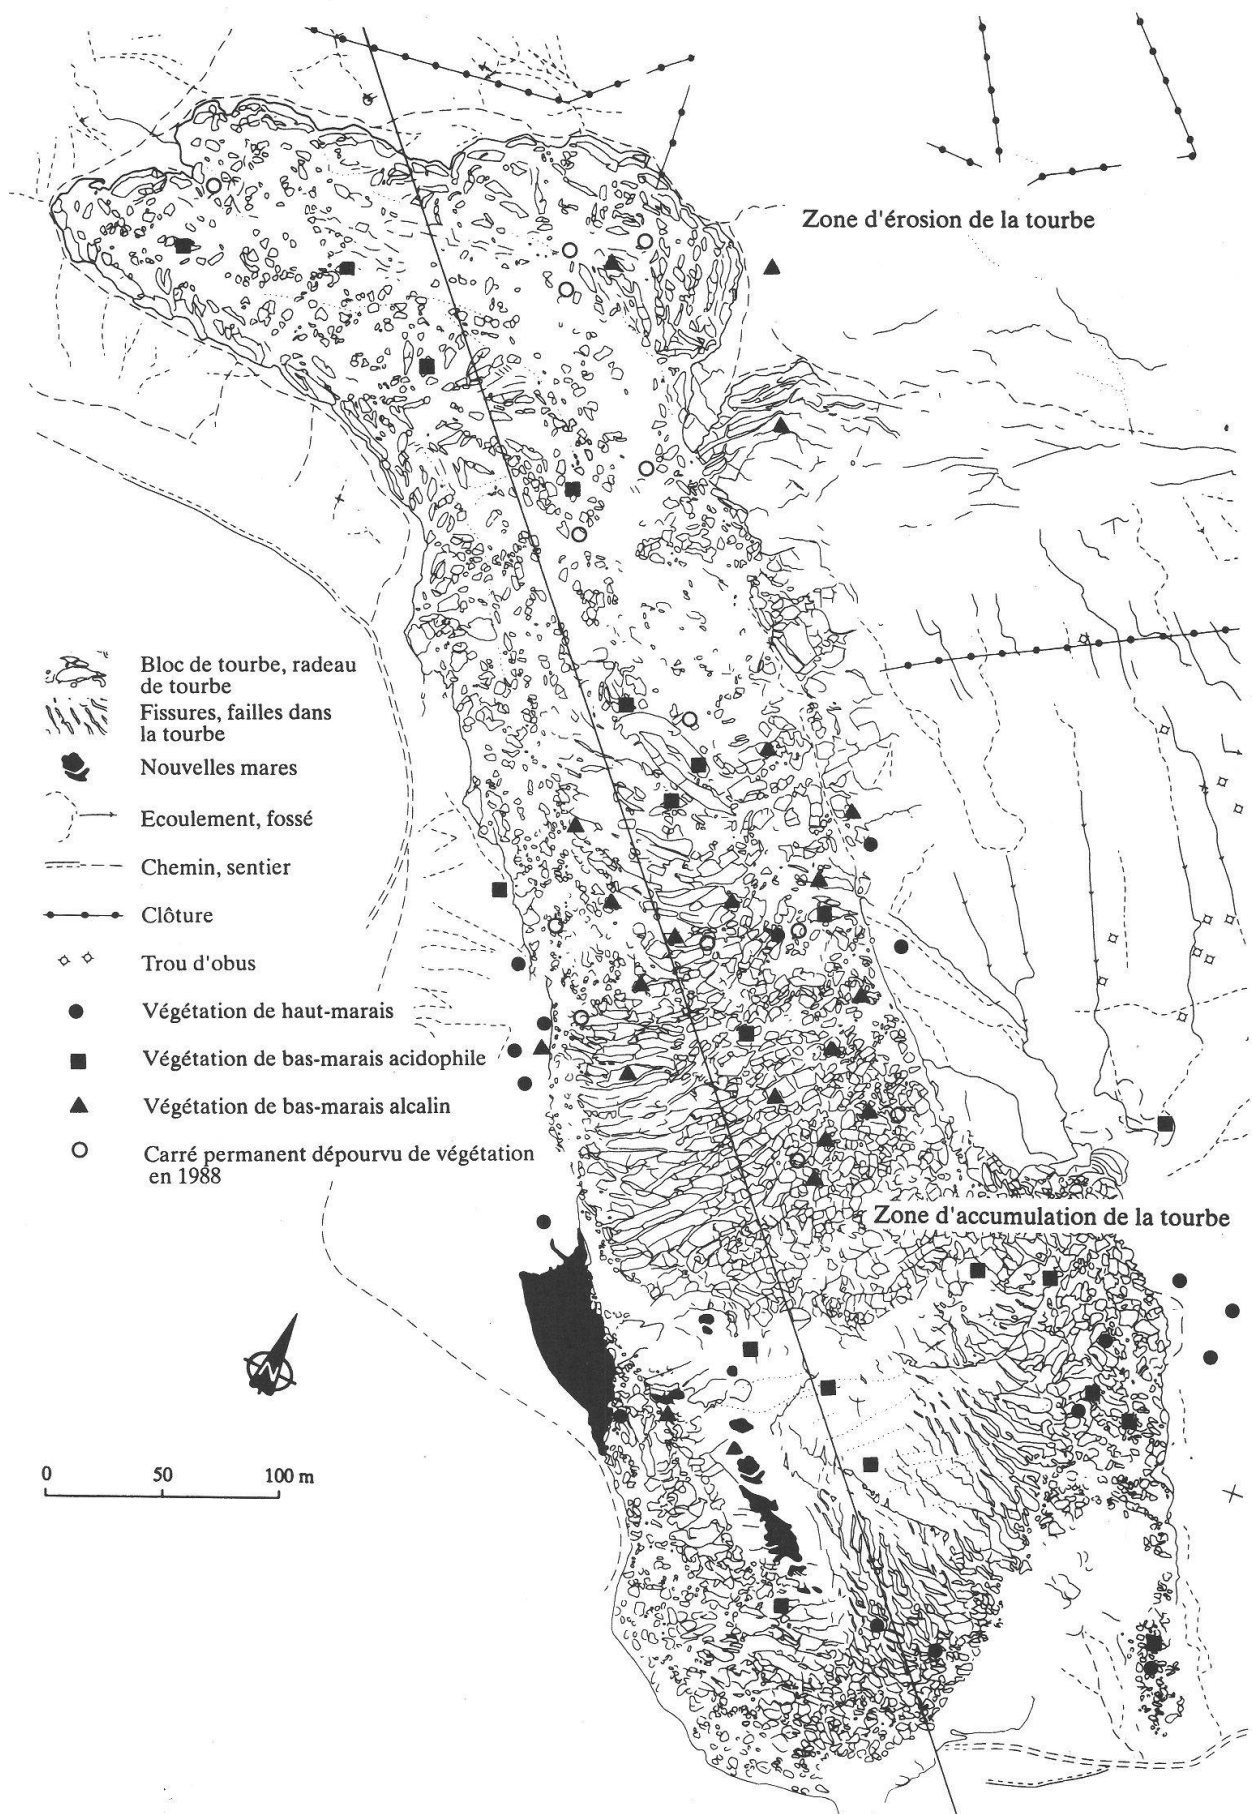 Zone d'érosion de la tourbe
Bloc de tourbe, radeau
de tourbe
Fissures, failles dans
la tourbe
Nouvelles mares
Ecoulement, fossé
Chemin, sentier
Clôture
Trou d'obus
Végétation de haut-marais
Végétation de bas-marais acidophile
Végétation de bas-marais alcalin
Carré permanent dépourvu de végétation
en 1988
Zone d'accumulation de la tourbe
N
0 50 100 m